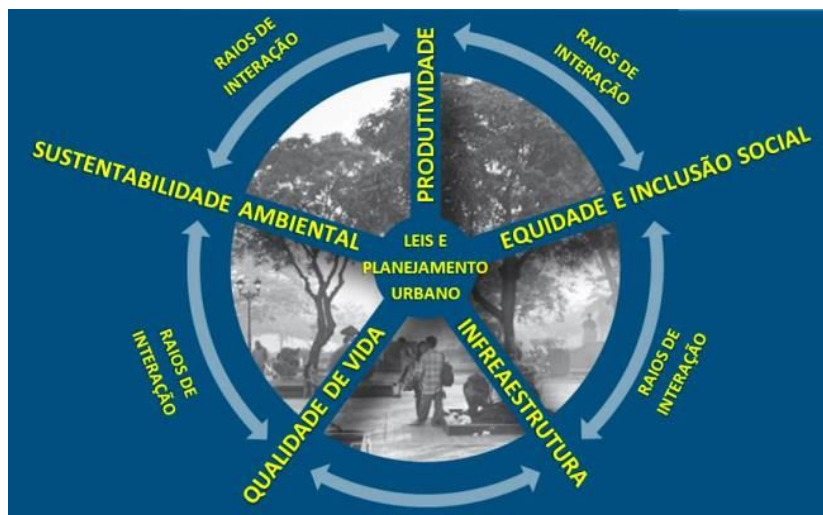 RAIOS DE
INTERAÇÃO
PRODUTIVIDADE
RAIOS DE
INTERAÇÃO
SUSTENTABILIDADE AMBIENTAL
EQUIDADE E INCLUSÃO SOCIAL
LEIS E
PLANEJAMENTO
URBANO
RAIOS DE
INTERAÇÃO
QUALIDADE DE VIDA
INFREAESTRUTURA
RAIOS DE
INTERAÇÃO